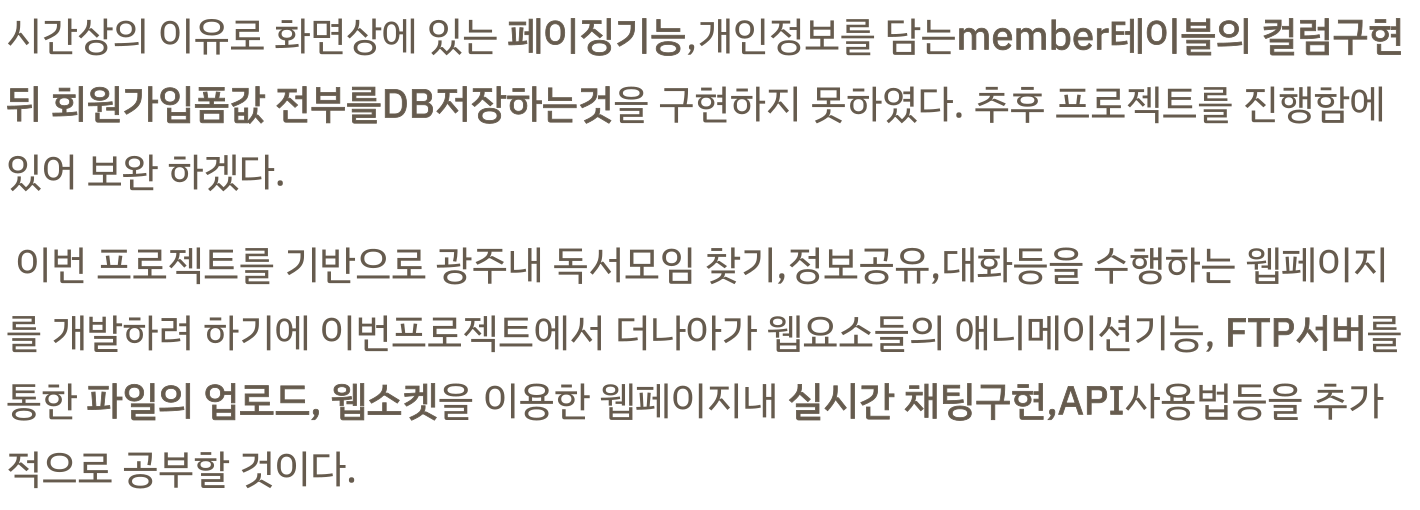 시간상의 이유로 화면상에 있는 페이징기능,개인정보를 담는member테이블의 컬럼구현
뒤 회원가입폼값 전부를DB저장하는것을 구현하지 못하였다. 추후 프로젝트를 진행함에
있어 보완 하겠다.
이번 프로젝트를 기반으로 광주내 독서모임 찾기,정보공유,대화등을 수행하는 웹페이지
를 개발하려 하기에 이번프로젝트에서 더나아가 웹요소들의 애니메이션기능, FTP서버를
통한 파일의 업로드, 웹소켓을 이용한 웹페이지내 실시간 채팅구현,API사용법등을 추가
적으로 공부할 것이다.